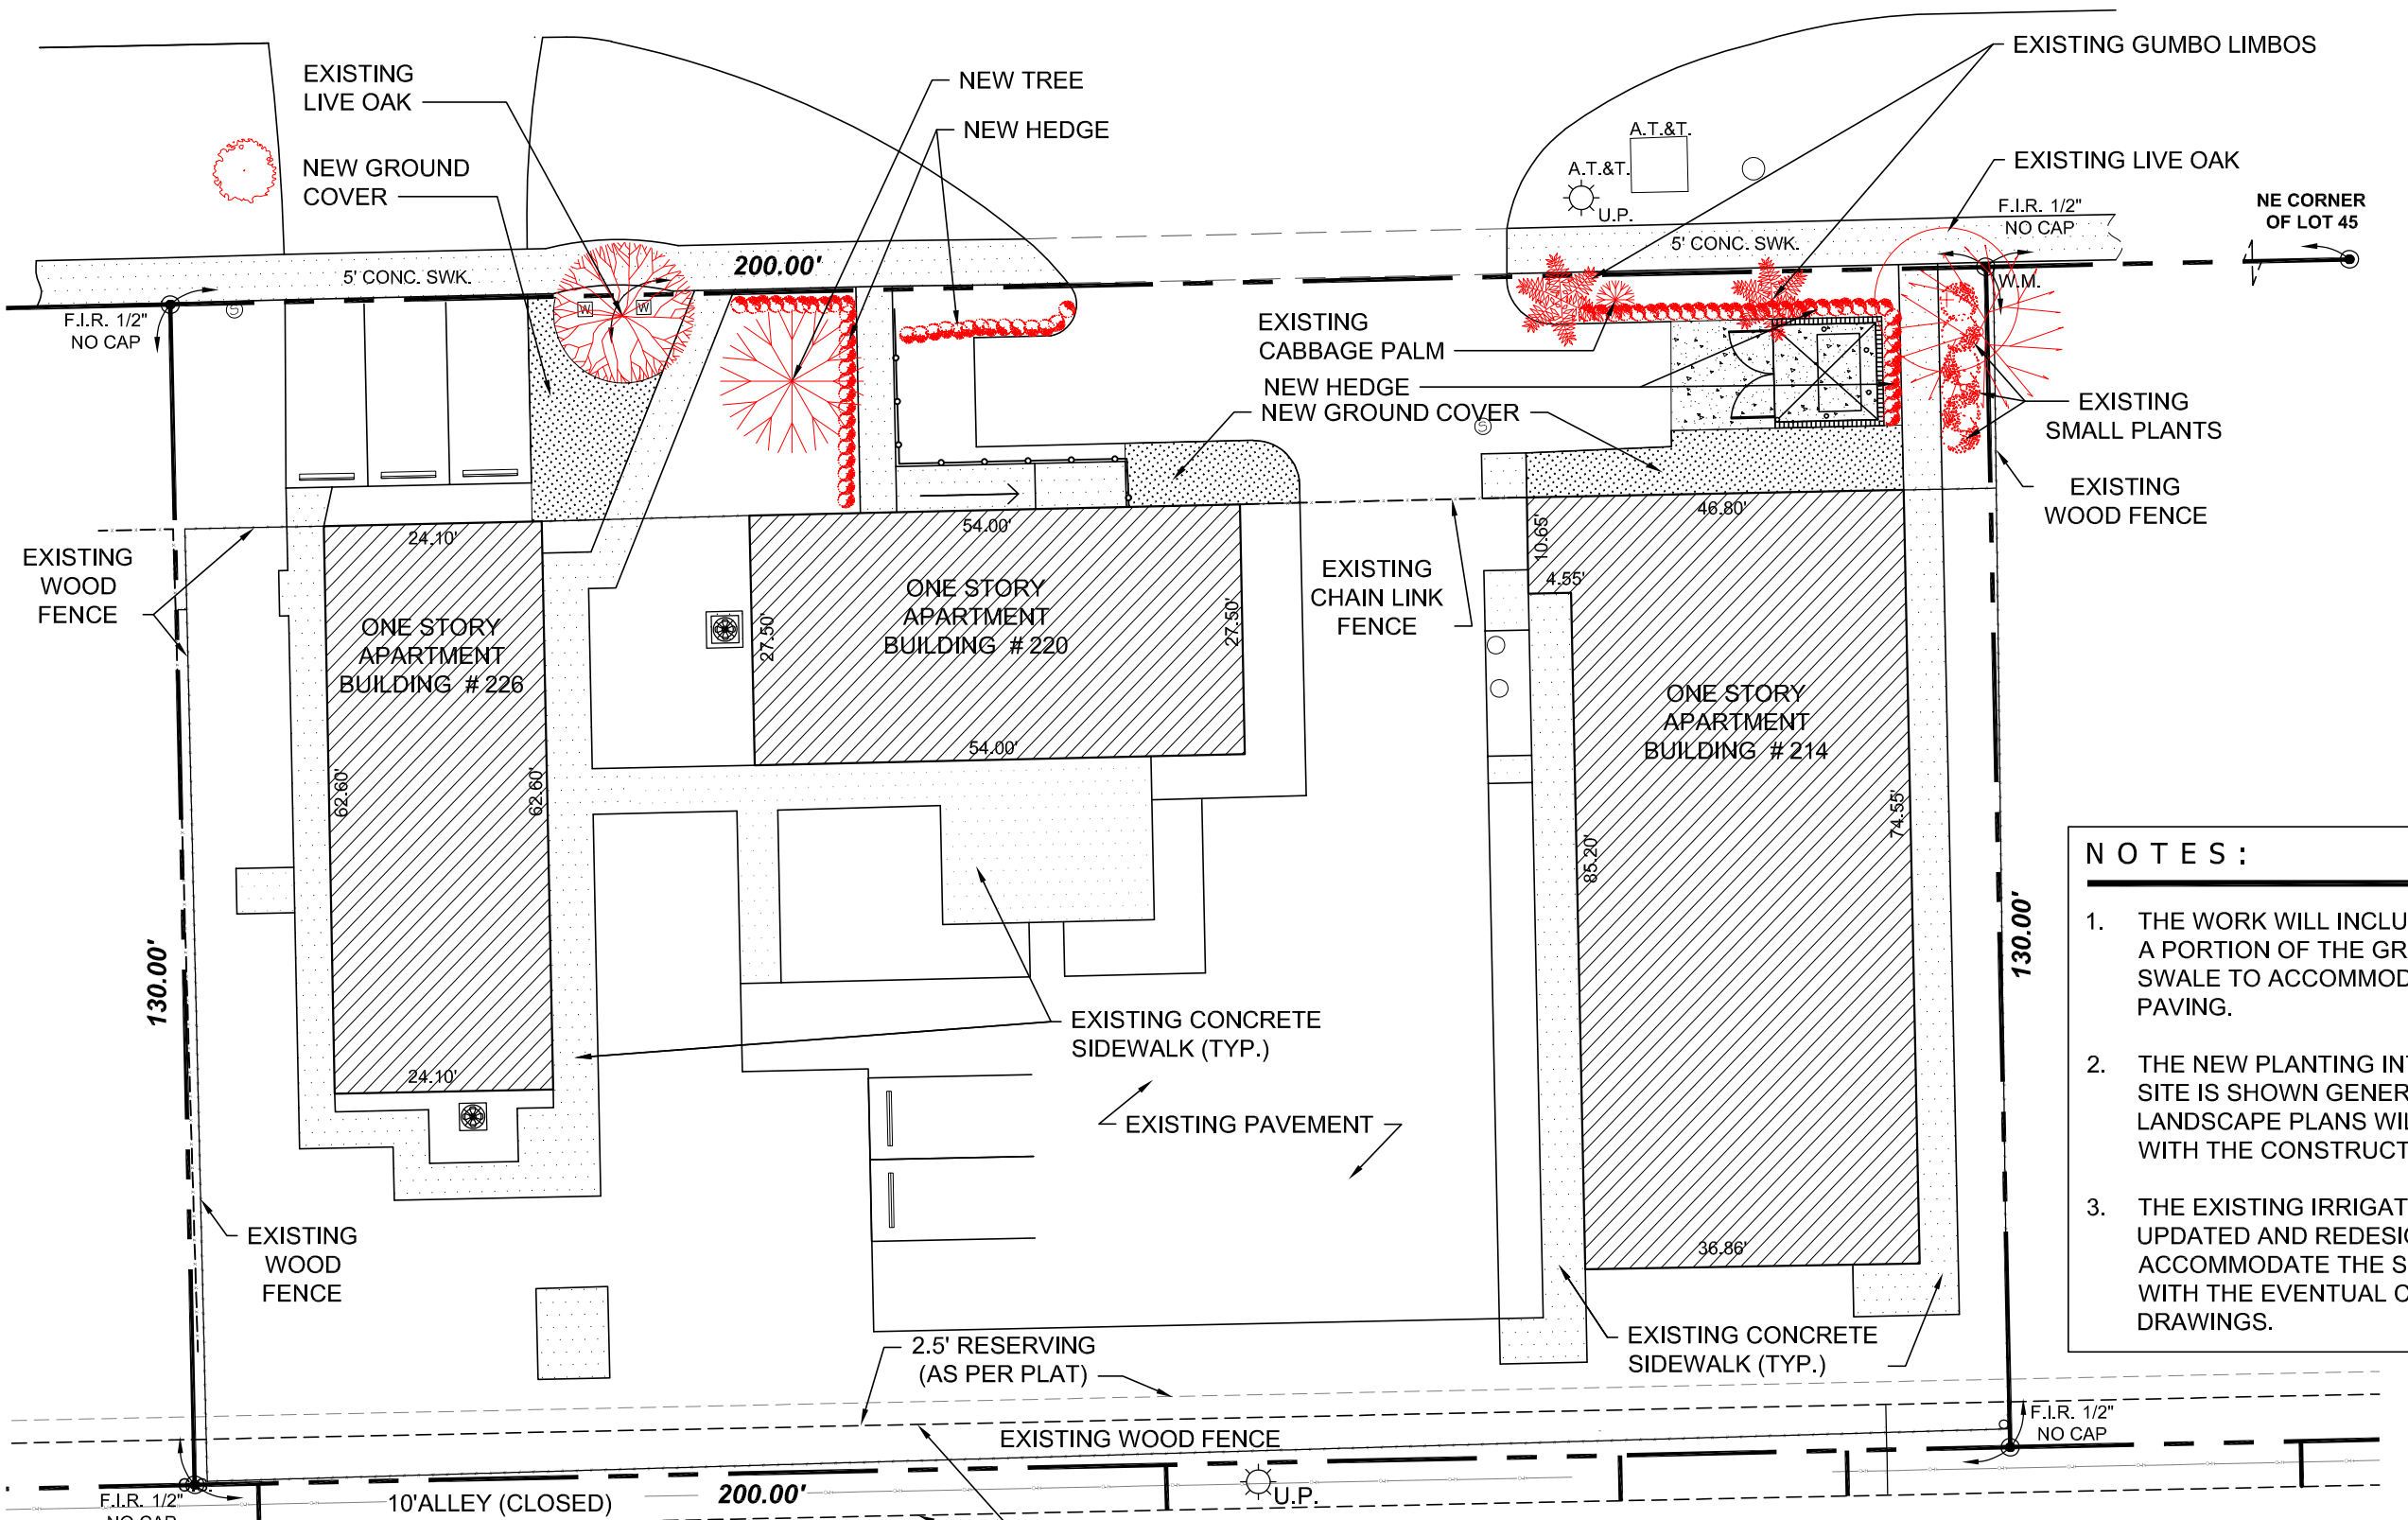 EXISTING
LIVE OAK
NEW TREE
NEW HEDGE
EXISTING GUMBO LIMBOS
A.T.&T.
A.T.&T.
U.P.
EXISTING LIVE OAK
NEW GROUND
COVER
F.I.R. 1/2"
NO CAP
NE CORNER
OF LOT 45
5' CONC. SWK.
200.00'
5' CONC. SWK.
W.M.
F.I.R. 1/2"
NO CAP
S
W
W
EXISTING
CABBAGE PALM
NEW HEDGE
NEW GROUND COVER
S
EXISTING
SMALL PLANTS
EXISTING
WOOD FENCE
EXISTING
WOOD
FENCE
24.10'
54.00'
46.80'
10.65'
4.55'
EXISTING
CHAIN LINK
FENCE
ONE STORY
APARTMENT
BUILDING # 226
ONE STORY
APARTMENT
BUILDING # 220
27.50'
27.50'
54.00'
ONE STORY
APARTMENT
BUILDING # 214
62.60'
62.60'
85.20'
74.55'
130.00'
130.00'
NOTES:
1. THE WORK WILL INCLU
A PORTION OF THE GR
SWALE TO ACCOMMOD
PAVING.
2. THE NEW PLANTING IN
SITE IS SHOWN GENER
LANDSCAPE PLANS WIL
WITH THE CONSTRUCT
3. THE EXISTING IRRIGAT
UPDATED AND REDESIG
ACCOMMODATE THE S
WITH THE EVENTUAL C
DRAWINGS.
EXISTING CONCRETE
SIDEWALK (TYP.)
24.10'
EXISTING PAVEMENT
EXISTING
WOOD
FENCE
36.86'
2.5' RESERVING
(AS PER PLAT)
EXISTING CONCRETE
SIDEWALK (TYP.)
EXISTING WOOD FENCE
F.I.R. 1/2"
NO CAP
F.I.R. 1/2"
NO CAP
10'ALLEY (CLOSED)
200.00'
U.P.